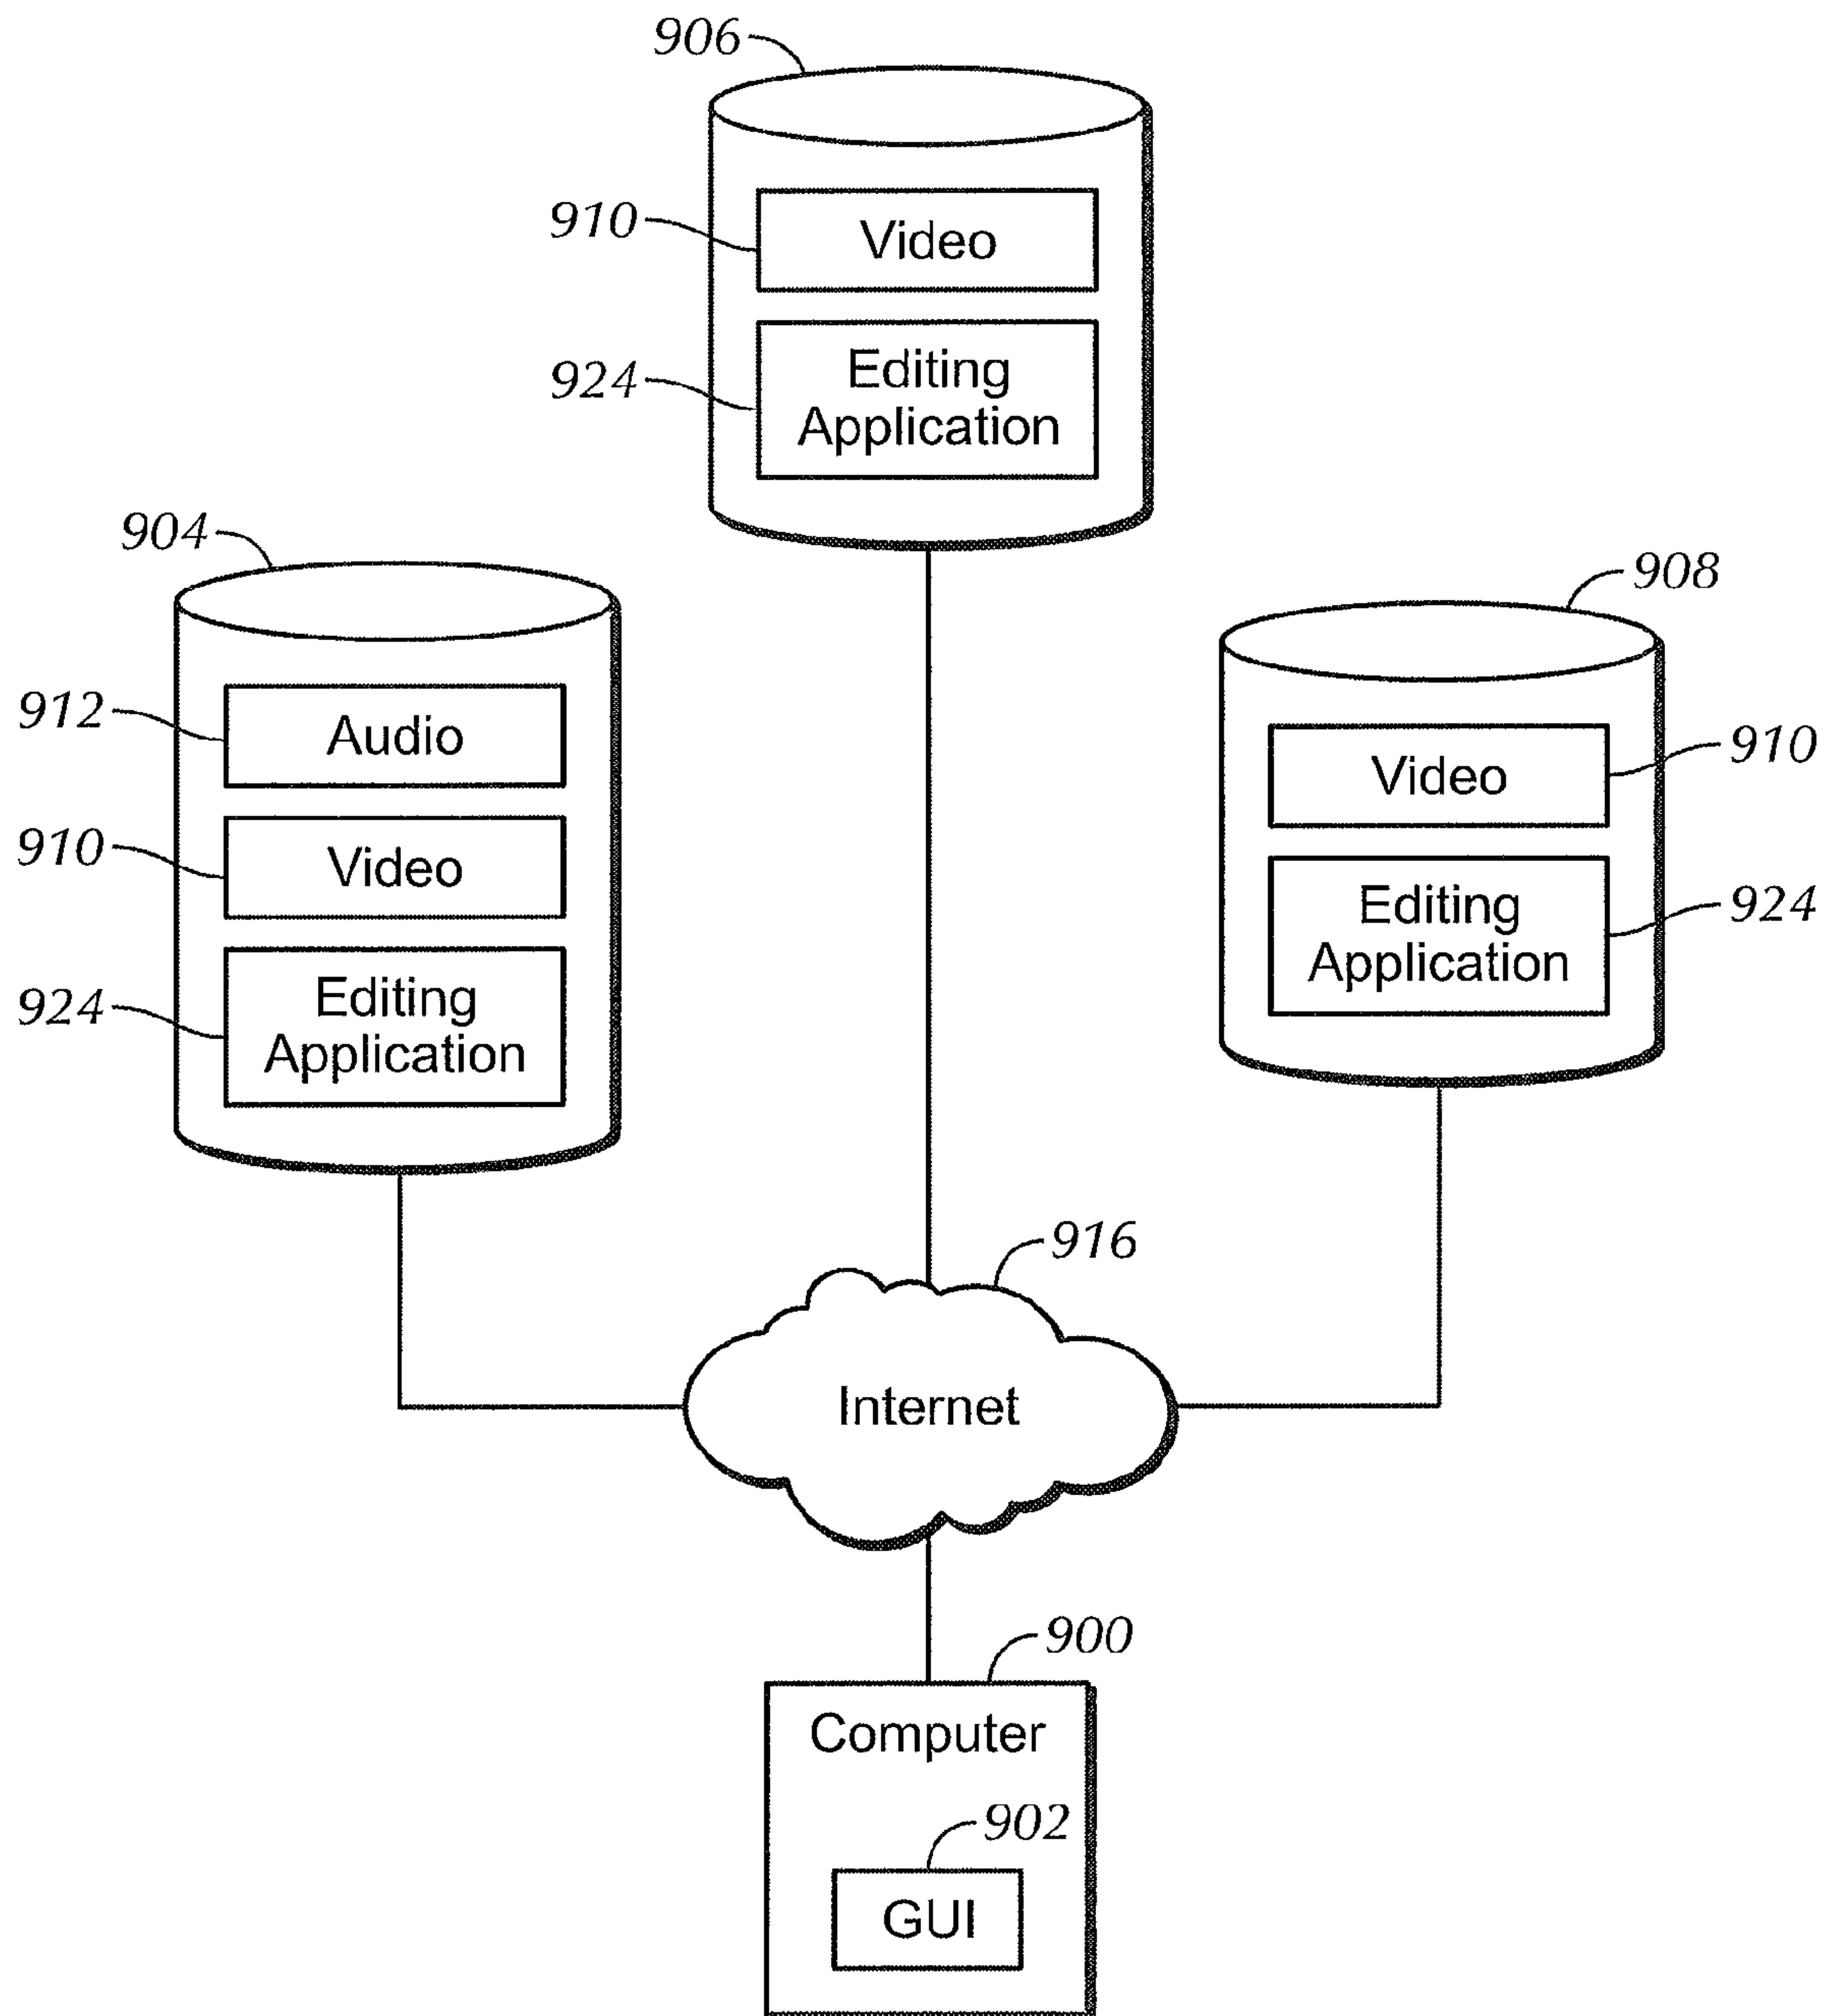 906
910
Video
924
Editing
Application
904
912
Audio
910
Video
924
Editing
Application
908
Video
910
Editing
Application
924
916
Internet
900
Computer
902
GUI